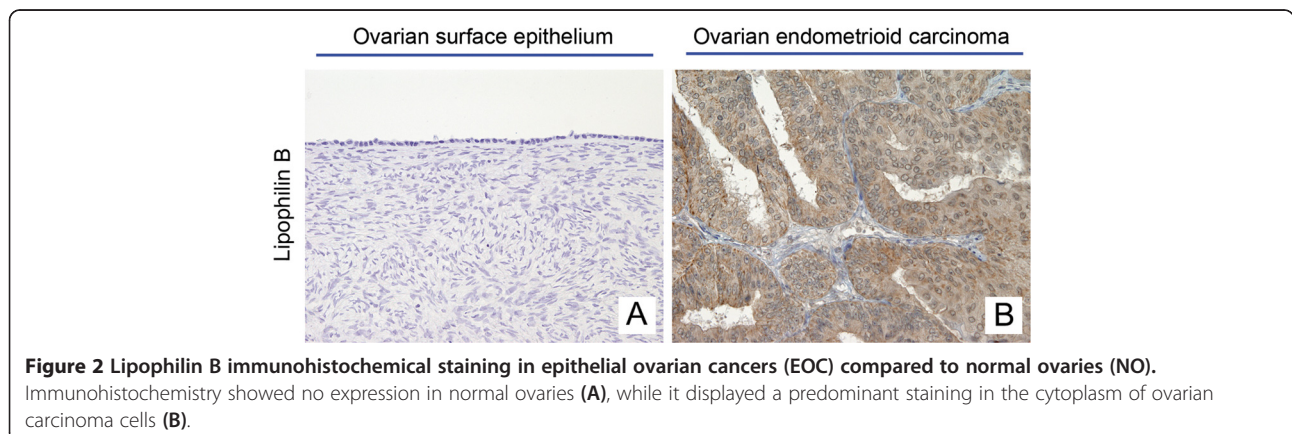 Ovarian surface epithelium
Ovarian endometrioid carcinoma
Lipophilin B
A
B
Figure 2 Lipophilin B immunohistochemical staining in epithelial ovarian cancers (EOC) compared to normal ovaries (NO).
Immunohistochemistry showed no expression in normal ovaries (A), while it displayed a predominant staining in the cytoplasm of ovarian
carcinoma cells (B).